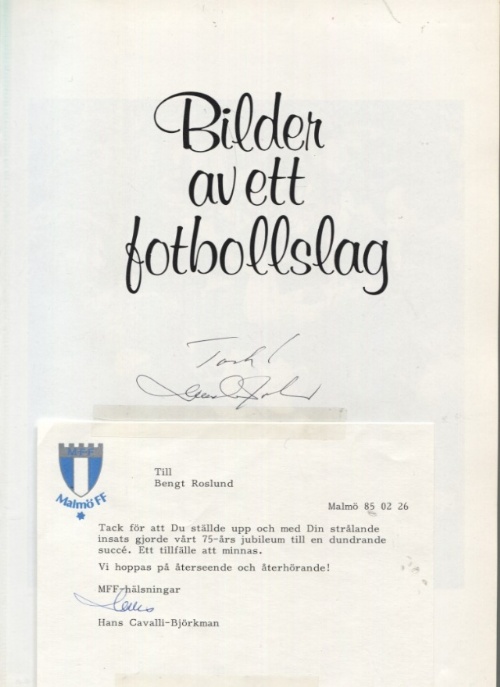 Bilder
av ett
fotbollslag
Tack!
MFF
Malmö FF
Till
Bengt Roslund
Malmö 85 02 26
Tack för att Du ställde upp och med Din strålande
insats gjorde vårt 75-års jubileum till en dundrande
succé. Ett tillfälle att minnas.
Vi hoppas på återseende och återhörande!
MFF-hälsningar
Hans
Hans Cavalli-Björkman